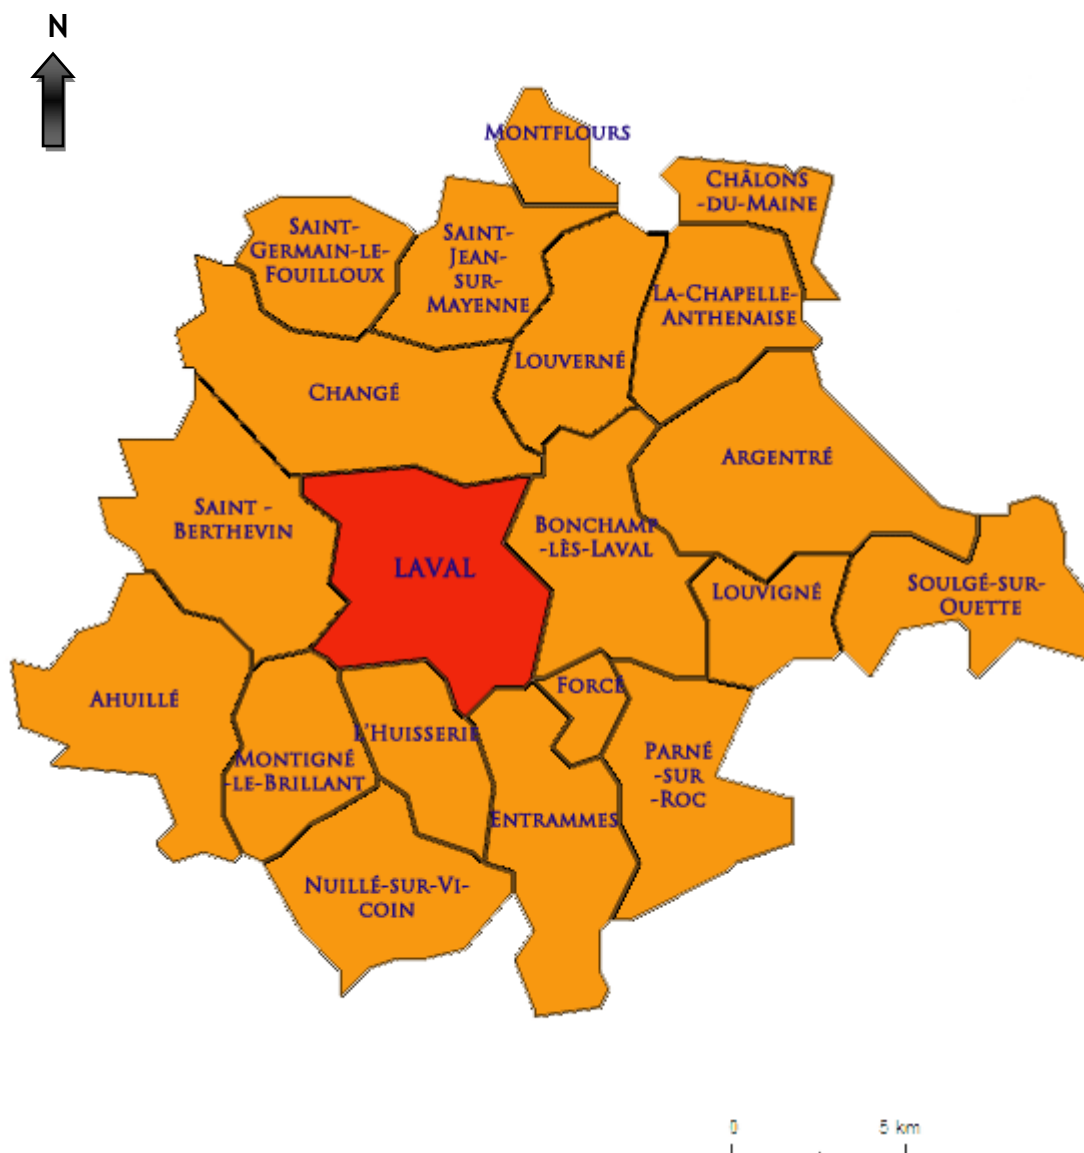 N
MONTFLOURS
CHÂLONS
-DU-MAINE
SAINT-
GERMAIN-LE-
FOUILLOUX
SAINT-
JEAN-
SUR-
MAYENNE
LA-CHAPELLE-
ANTHENAISE
LOUVERNÉ
CHANGÉ
ARGENTRÉ
SAINT -
BERTHEVIN
BONCHAMP
-LÈS-LAVAL
LAVAL
LOUVIGNÉ
SOULGÉ-SUR-
OUETTE
AHUILLÉ
FORCÉ
L'HUISSERIE
MONTIGNÉ
-LE-BRILLANT
PARNÉ
-SUR
-ROC
ENTRAMMES
NUILLÉ-SUR-VI-
COIN
0 5 km